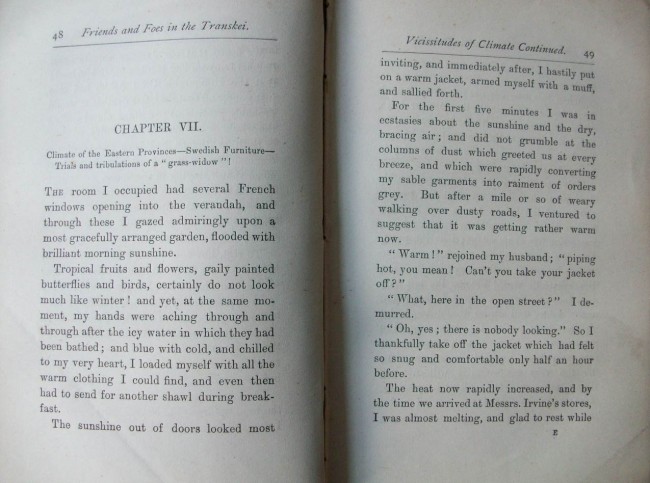 48 Friends and Foes in the Transkei.
CHAPTER VII.
Climate of the Eastern Provinces—Swedish Furniture—
Trials and tribulations of a “ grass-widow ” !
THE room I occupied had several French
windows opening into the verandah, and
through these I gazed admiringly upon a
most gracefully arranged garden, flooded with
brilliant morning sunshine.
Tropical fruits and flowers, gaily painted
butterflies and birds, certainly do not look
much like winter ! and yet, at the same mo-
ment, my hands were aching through and
through after the icy water in which they had
been bathed ; and blue with cold, and chilled
to my very heart, I loaded myself with all the
warm clothing I could find, and even then
had to send for another shawl during break-
fast.
The sunshine out of doors looked most
Vicissitudes of Climate Continued. 49
inviting, and immediately after, I hastily put
on a warm jacket, armed myself with a muff,
and sallied forth.
For the first five minutes I was in
ecstasies about the sunshine and the dry,
bracing air ; and did not grumble at the
columns of dust which greeted us at every
breeze, and which were rapidly converting
my sable garments into raiment of orders
grey. But after a mile or so of weary
walking over dusty roads, I ventured to
suggest that it was getting rather warm
now.
“ Warm ! ” rejoined my husband ; “ piping
hot, you mean ! Can’t you take your jacket
off ? ”
“ What, here in the open street ? ” I de-
murred.
“ Oh, yes ; there is nobody looking.” So I
thankfully take off the jacket which had felt
so snug and comfortable only half an hour
before.
The heat now rapidly increased, and by
the time we arrived at Messrs. Irvine’s stores,
I was almost melting, and glad to rest while
E